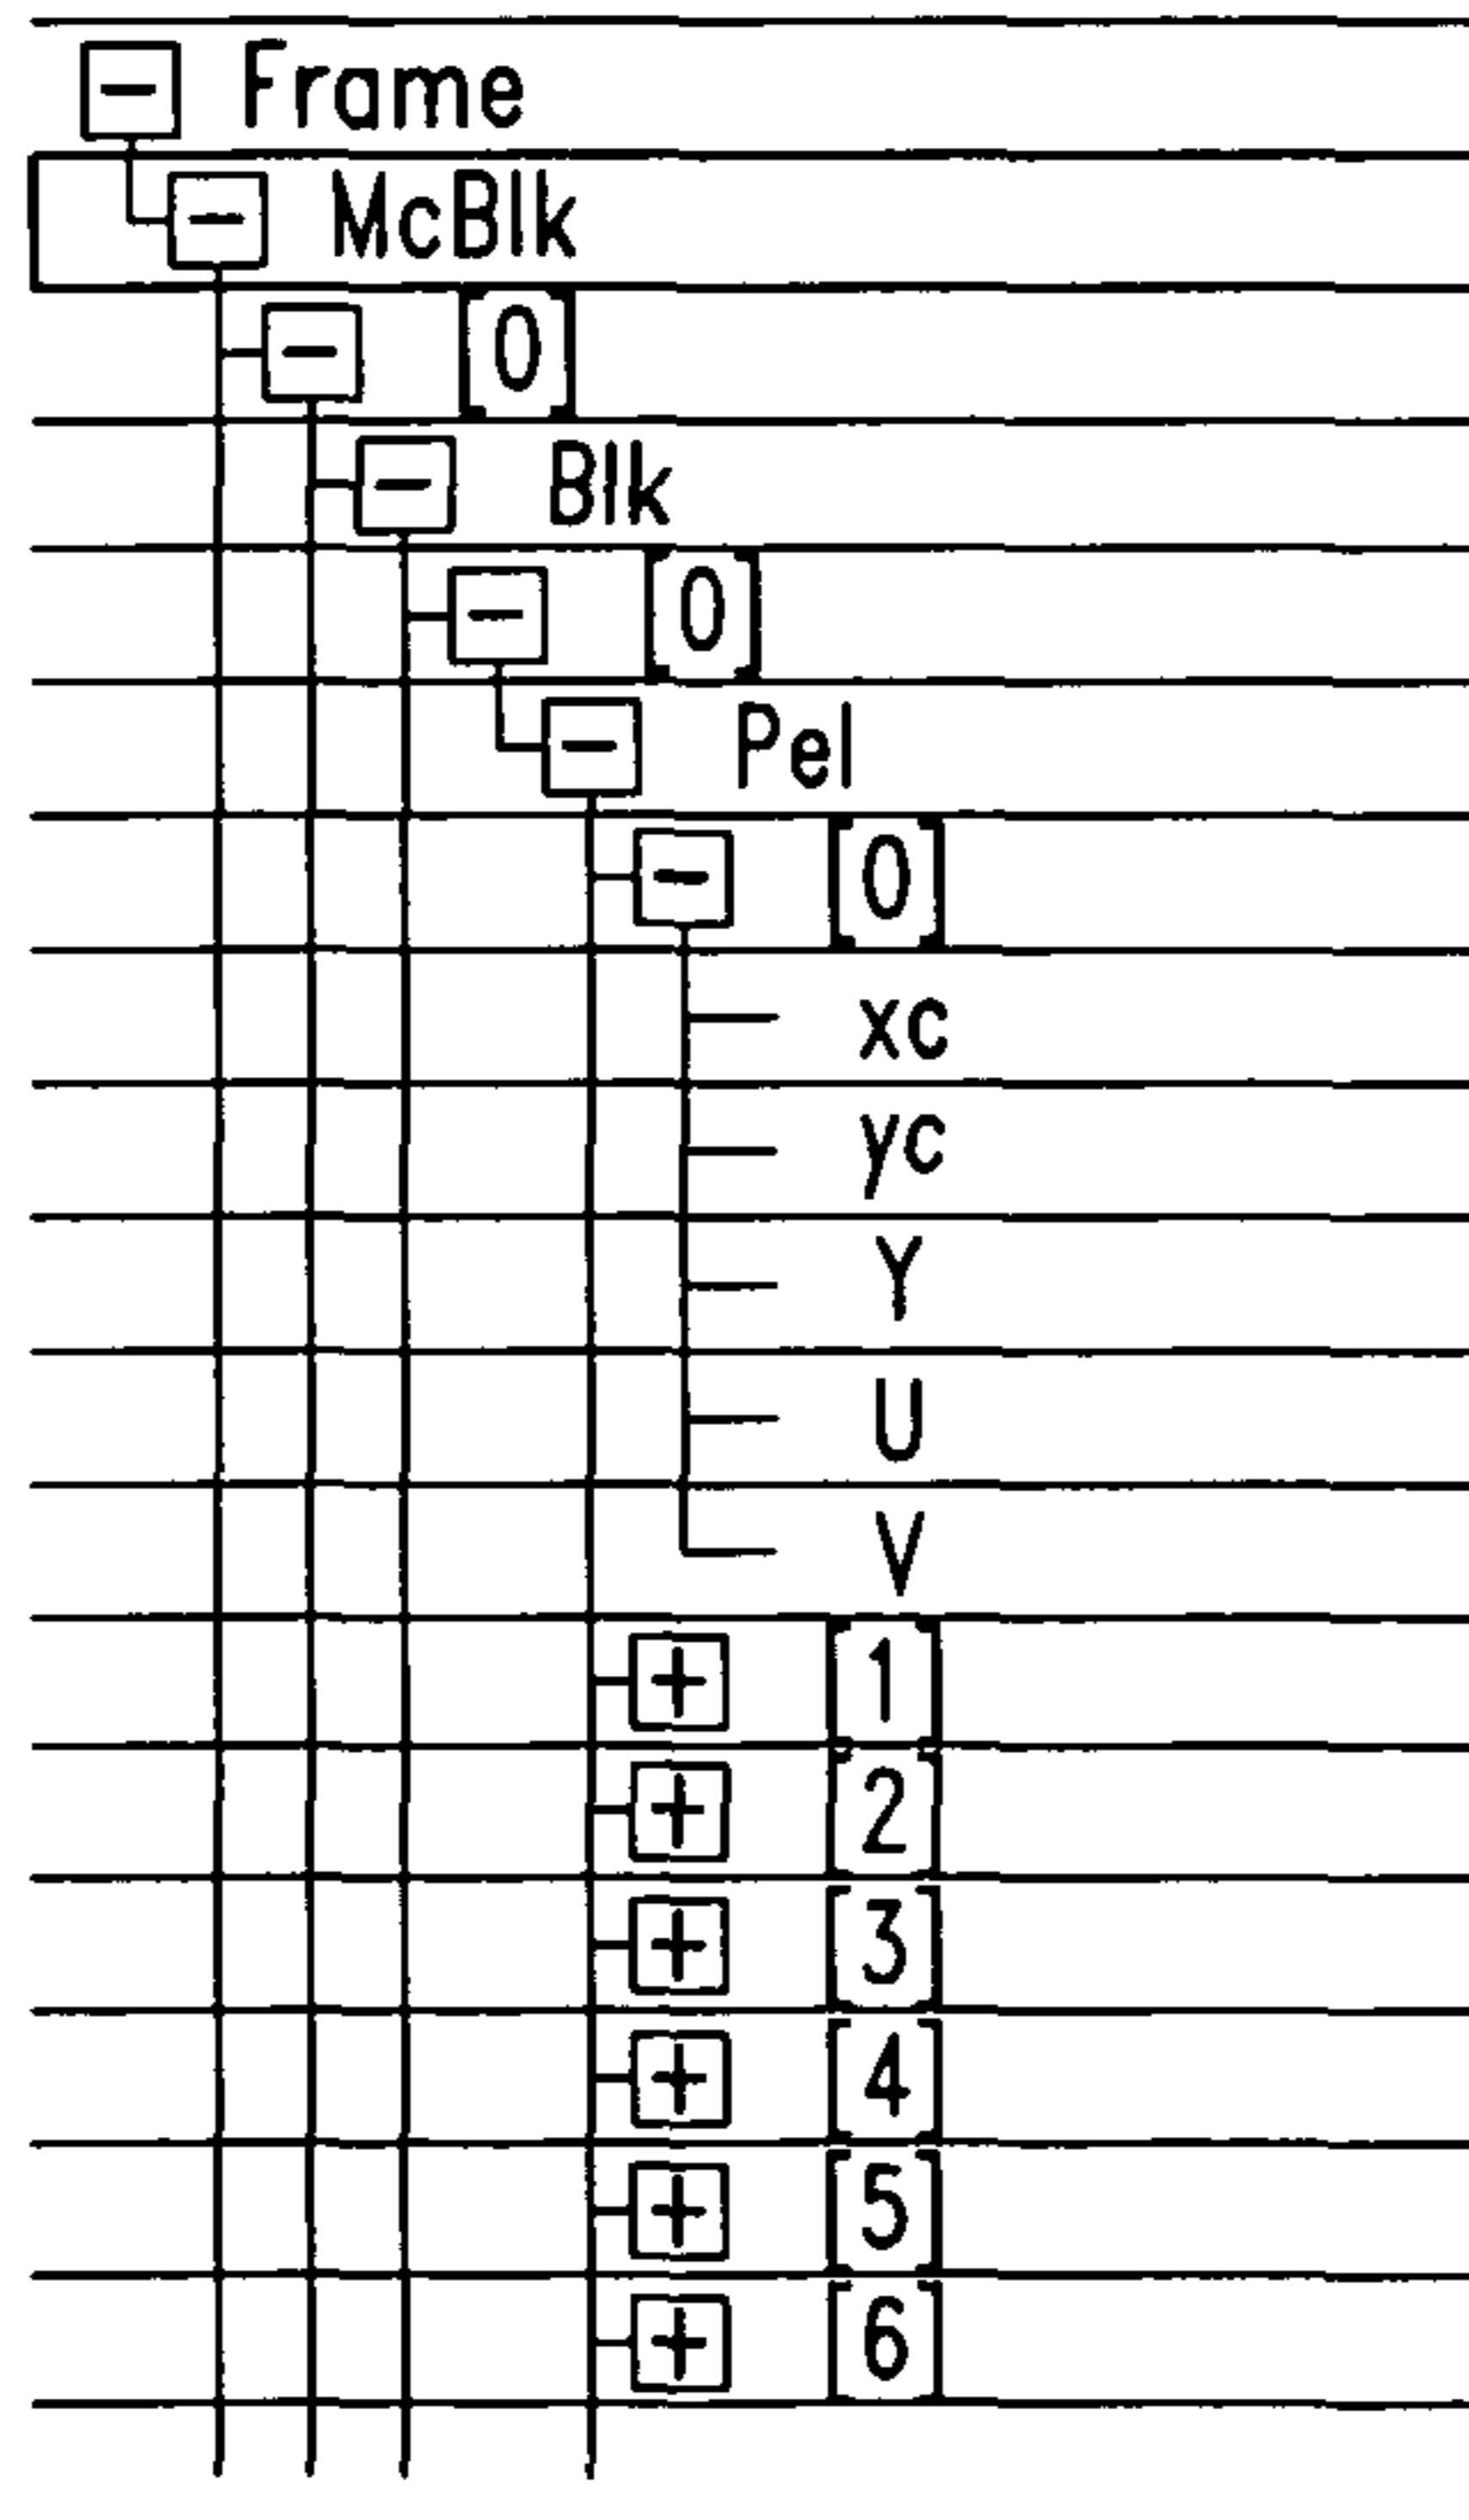 Frame
McBlk
[0]
Blk
[0]
Pel
[0]
xc
yc
Y
U
V
[1]
[2]
[3]
[4]
[5]
[6]